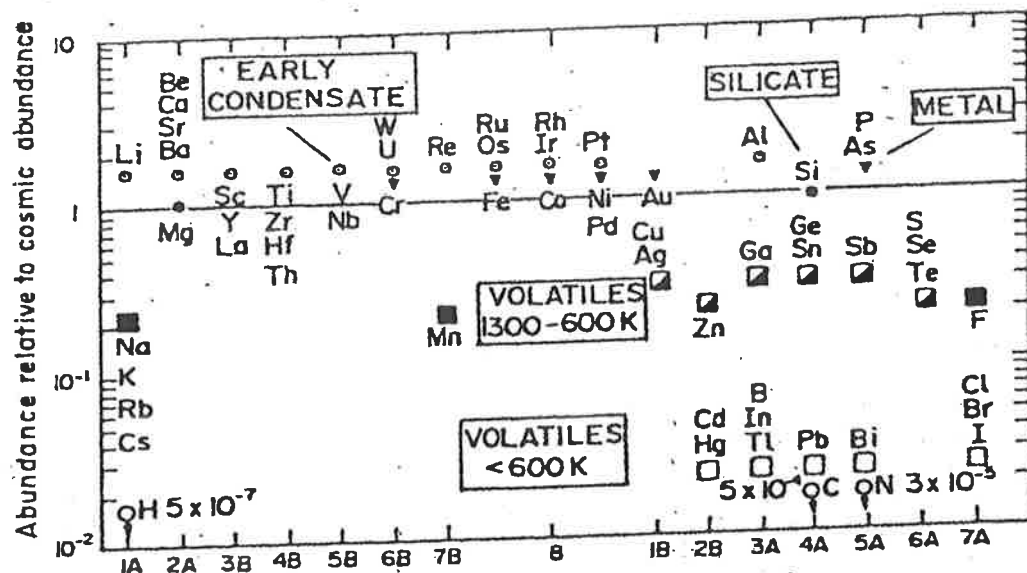 Abundance relative to cosmic abundance
10
1
10⁻¹
10⁻²
EARLY
CONDENSATE
SILICATE
METAL
VOLATILES
1300-600 K
VOLATILES
<600 K
Li
Be
Ca
Sr
Ba
Mg
Sc
Y
La
Ti
Zr
Hf
Th
V
Nb
W
U
Cr
Re
Ru
Os
Fe
Rh
Ir
Co
Pt
Ni
Pd
Au
Cu
Ag
Al
Si
P
As
Ge
Sn
Ga
Sb
S
Se
Te
Zn
F
Na
K
Rb
Cs
Mn
Cd
Hg
B
In
Tl
Pb
Bi
Cl
Br
I
H 5 x 10⁻⁷
5 x 10⁻⁴ C
N 3 x 10⁻⁵
1A 2A 3B 4B 5B 6B 7B 8 1B 2B 3A 4A 5A 6A 7A